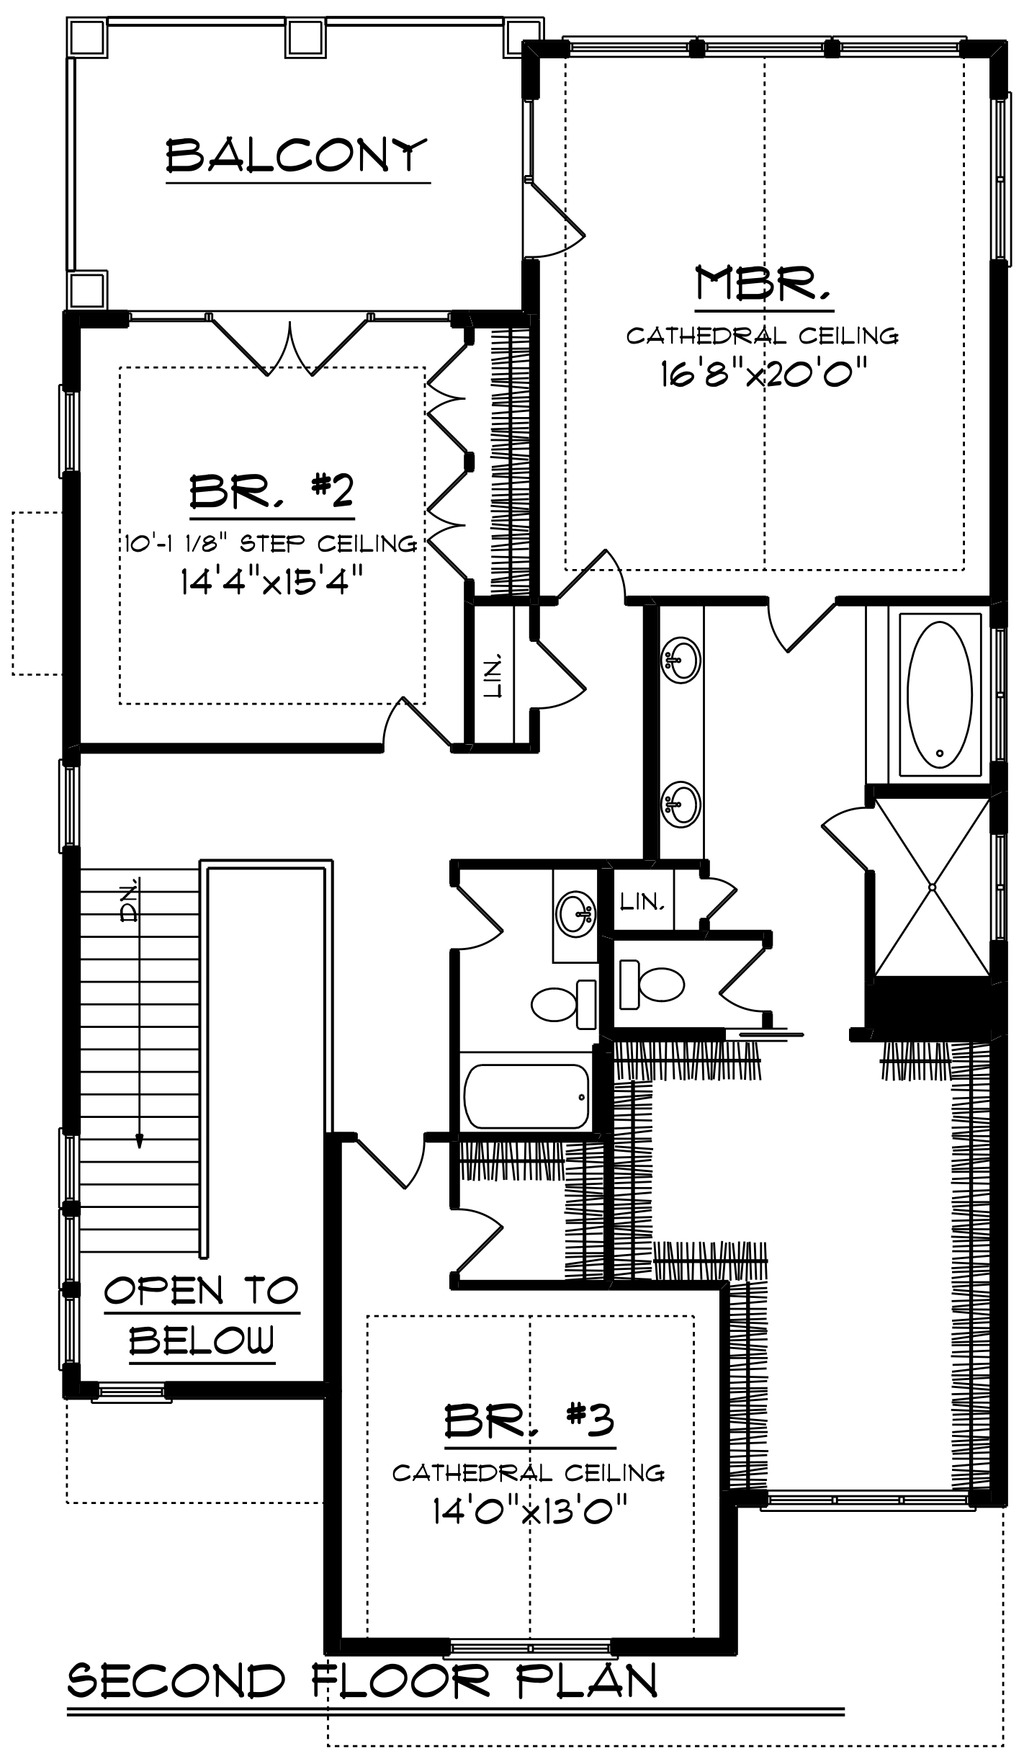 BALCONY
MBR.
CATHEDRAL CEILING
16'8"x20'0"
BR. #2
10'-1 1/8" STEP CEILING
14'4"x15'4"
LIN.
DN.
LIN.
OPEN TO
BELOW
BR. #3
CATHEDRAL CEILING
14'0"x13'0"
SECOND FLOOR PLAN